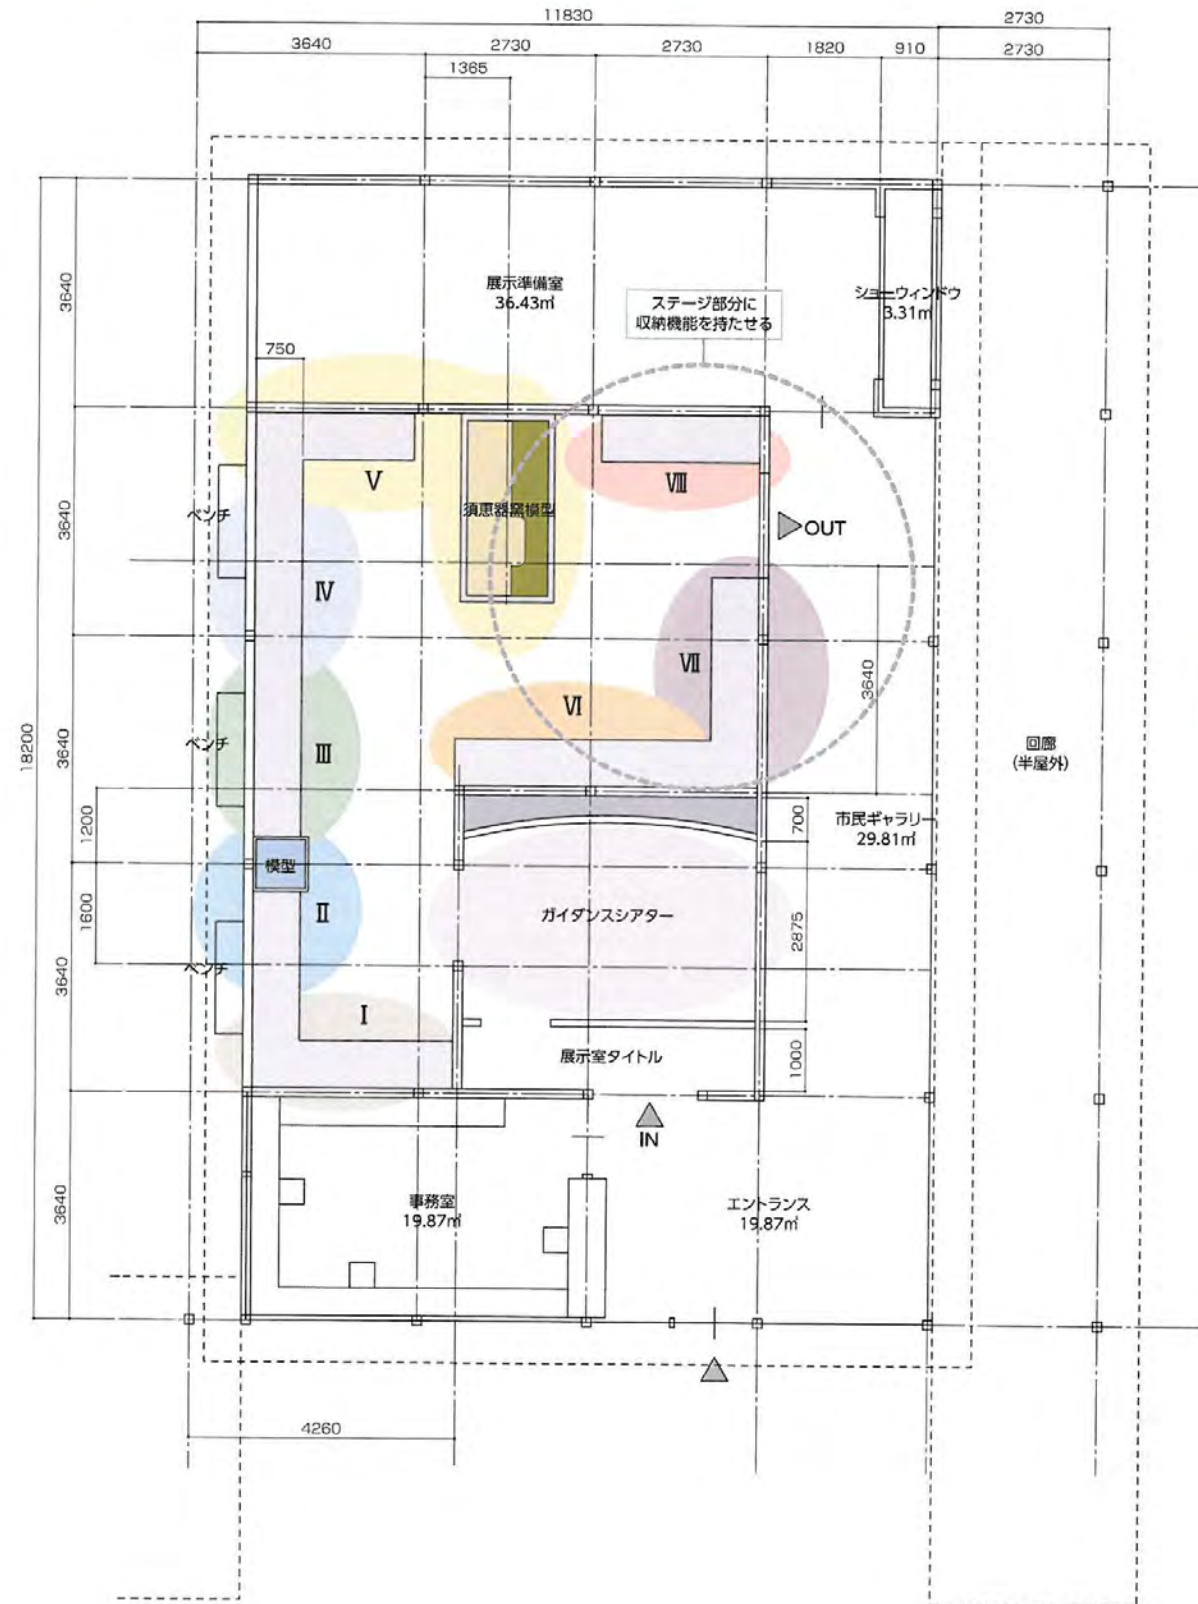 11830
2730
3640
2730
2730
1820
910
2730
1365
18200
3640
展示準備室
36.43㎡
ステージ部分に
収納機能を持たせる
ショーウィンドウ
3.31㎡
750
Ⅴ
須恵器窯模型
Ⅷ
3640
ベンチ
OUT
Ⅳ
Ⅶ
3640
Ⅵ
ベンチ
Ⅲ
3640
回廊
(半屋外)
1200
700
市民ギャラリー
29.81㎡
模型
1600
Ⅱ
ガイダンスシアター
2875
ベンチ
3640
Ⅰ
展示室タイトル
1000
IN
3640
事務室
19.87㎡
エントランス
19.87㎡
4260